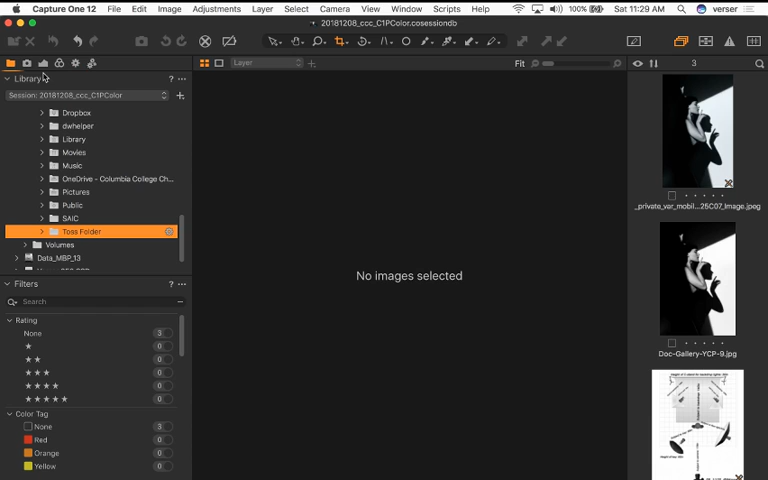 Capture One 12 File Edit Image Adjustments Layer Select Camera View Window Scripts Help 100% Sat 11:29 AM verser
20181208_ccc_C1PColor.cosessiondb
Library ? ...
Session: 20181208_ccc_C1PColor
Layer
Fit
3
Dropbox
dwhelper
Library
Movies
Music
OneDrive - Columbia College Ch...
Pictures
Public
SAIC
Toss Folder
Volumes
Data_MBP_13
Filters ? ...
Search
Rating
None 3
★ 0
★ ★ 0
★ ★ ★ 0
★ ★ ★ ★ 0
★ ★ ★ ★ ★ 0
Color Tag
None 3
Red 0
Orange 0
Yellow 0
No images selected
_private_var_mobil...25C07_Image.jpeg
Doc-Gallery-YCP-9.jpg